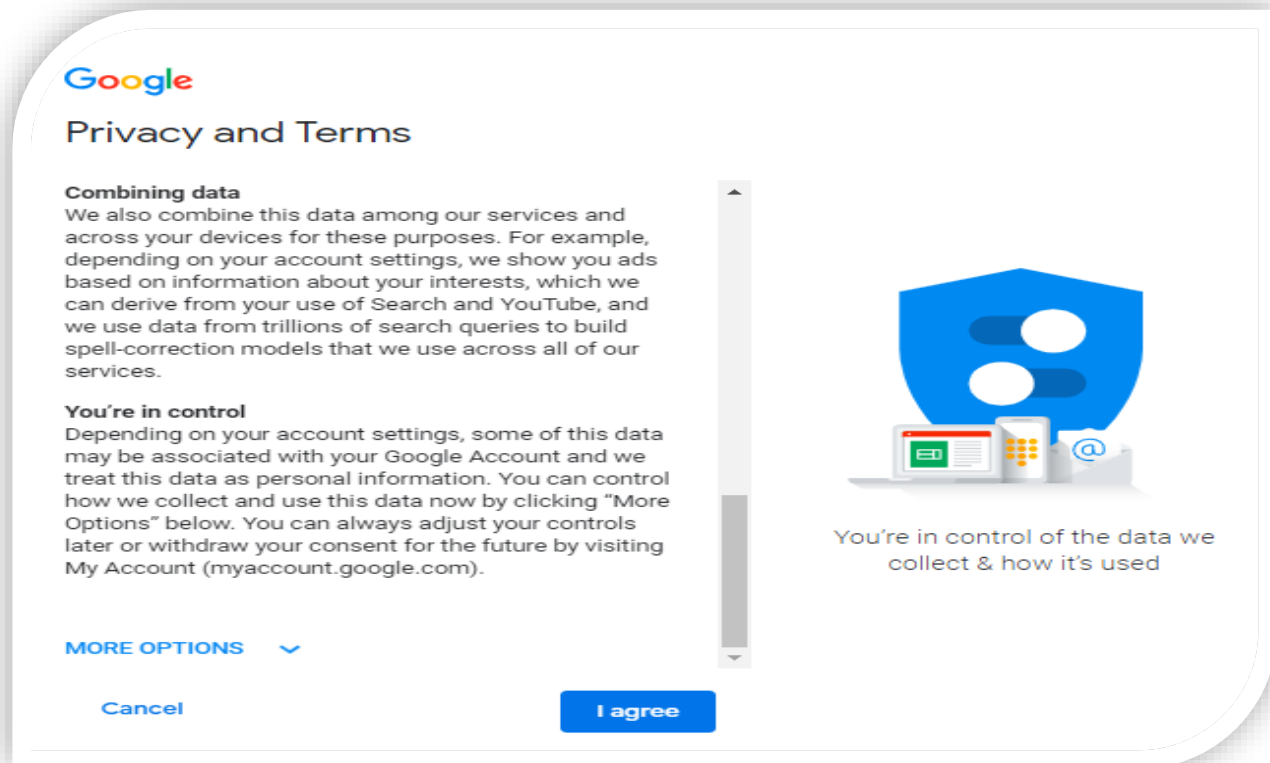 Google
Privacy and Terms
Combining data
We also combine this data among our services and
across your devices for these purposes. For example,
depending on your account settings, we show you ads
based on information about your interests, which we
can derive from your use of Search and YouTube, and
we use data from trillions of search queries to build
spell-correction models that we use across all of our
services.
You’re in control
Depending on your account settings, some of this data
may be associated with your Google Account and we
treat this data as personal information. You can control
how we collect and use this data now by clicking “More
Options” below. You can always adjust your controls
later or withdraw your consent for the future by visiting
My Account (myaccount.google.com).
MORE OPTIONS
Cancel
I agree
@
You’re in control of the data we
collect & how it’s used